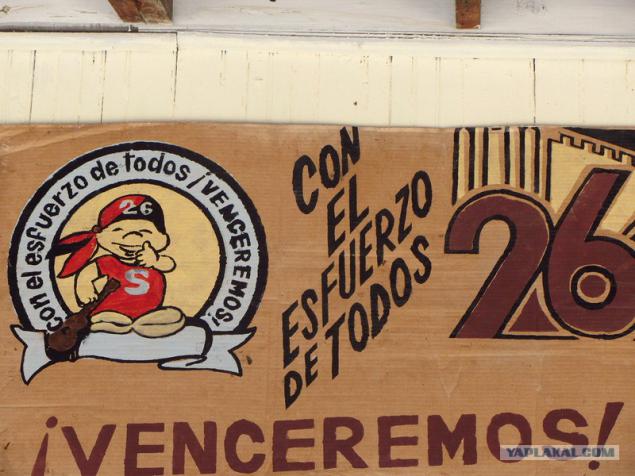 Con el esfuerzo de todos ¡VENCEREMOS!
26
S
CON
EL
ESFUERZO
DE TODOS
26
¡VENCEREMOS!
YAPLAKAL.COM